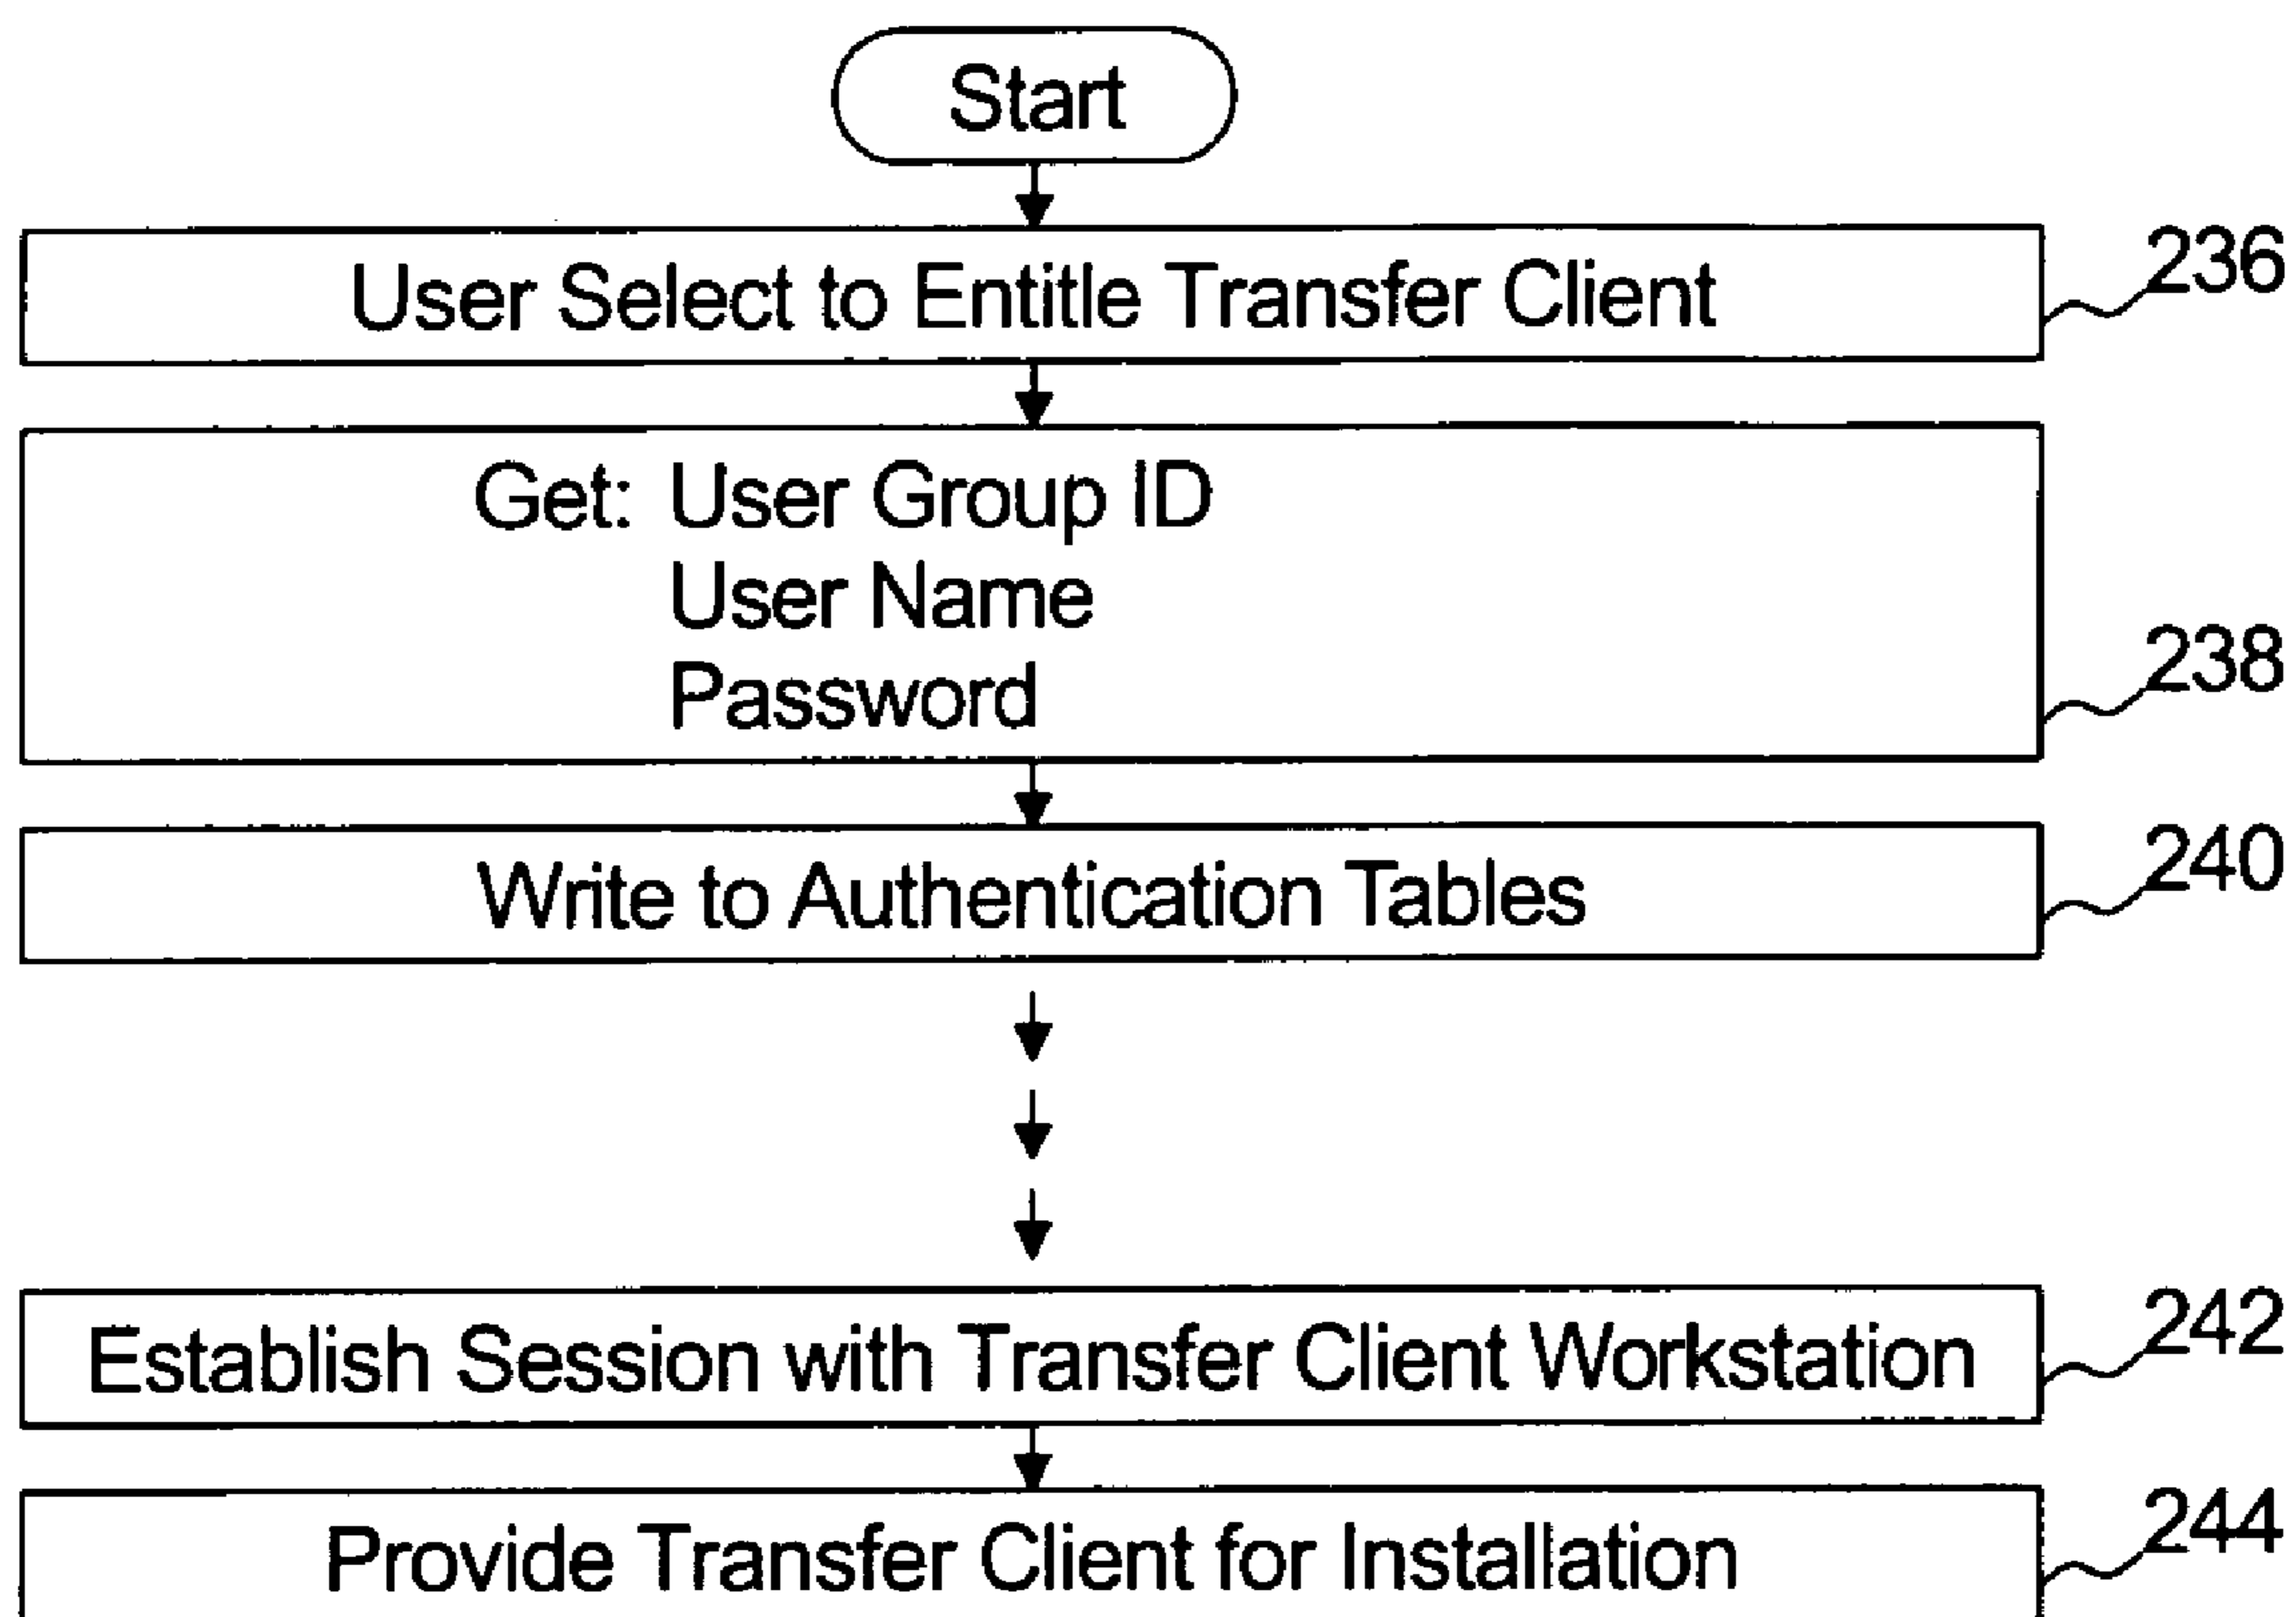 Start
User Select to Entitle Transfer Client
236
Get: User Group ID
User Name
Password
238
Write to Authentication Tables
240
Establish Session with Transfer Client Workstation
242
Provide Transfer Client for Installation
244